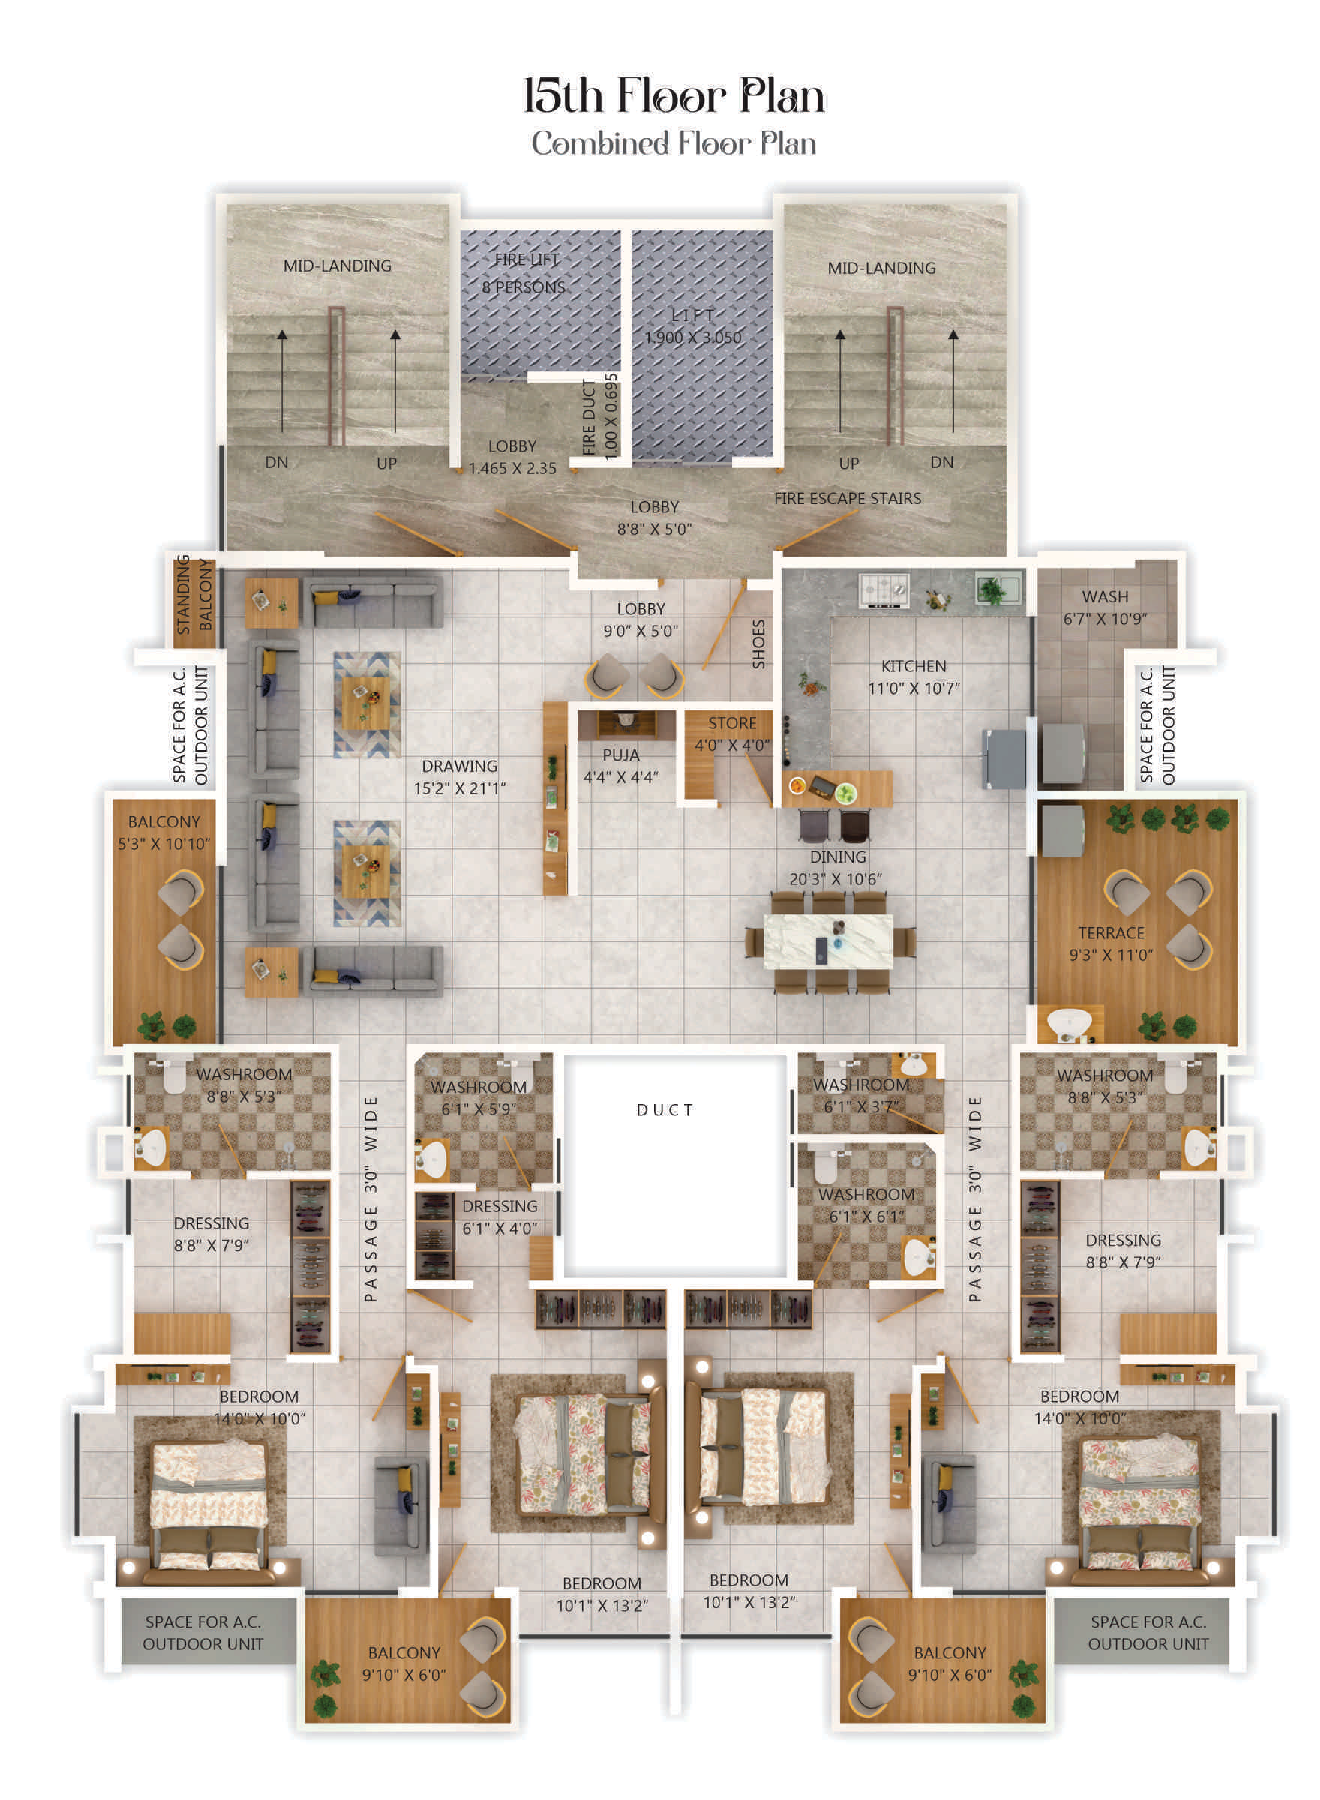 15th Floor Plan
Combined Floor Plan
MID-LANDING
FIRE LIFT
8 PERSONS
LIFT
1.900 X 3.050
MID-LANDING
FIRE DUCT
1.00 X 0.695
LOBBY
1.465 X 2.35
DN
UP
UP
DN
LOBBY
8'8" X 5'0"
FIRE ESCAPE STAIRS
STANDING
BALCONY
LOBBY
9'0" X 5'0"
SHOES
WASH
6'7" X 10'9"
KITCHEN
11'0" X 10'7"
SPACE FOR A.C.
OUTDOOR UNIT
SPACE FOR A.C.
OUTDOOR UNIT
STORE
4'0" X 4'0"
PUJA
4'4" X 4'4"
DRAWING
15'2" X 21'1"
BALCONY
5'3" X 10'10"
DINING
20'3" X 10'6"
TERRACE
9'3" X 11'0"
WASHROOM
8'8" X 5'3"
WASHROOM
6'1" X 5'9"
DUCT
WASHROOM
6'1" X 3'7"
WASHROOM
8'8" X 5'3"
PASSAGE 3'0" WIDE
PASSAGE 3'0" WIDE
WASHROOM
6'1" X 6'1"
DRESSING
8'8" X 7'9"
DRESSING
6'1" X 4'0"
DRESSING
8'8" X 7'9"
BEDROOM
14'0" X 10'0"
BEDROOM
14'0" X 10'0"
BEDROOM
10'1" X 13'2"
BEDROOM
10'1" X 13'2"
SPACE FOR A.C.
OUTDOOR UNIT
SPACE FOR A.C.
OUTDOOR UNIT
BALCONY
9'10" X 6'0"
BALCONY
9'10" X 6'0"